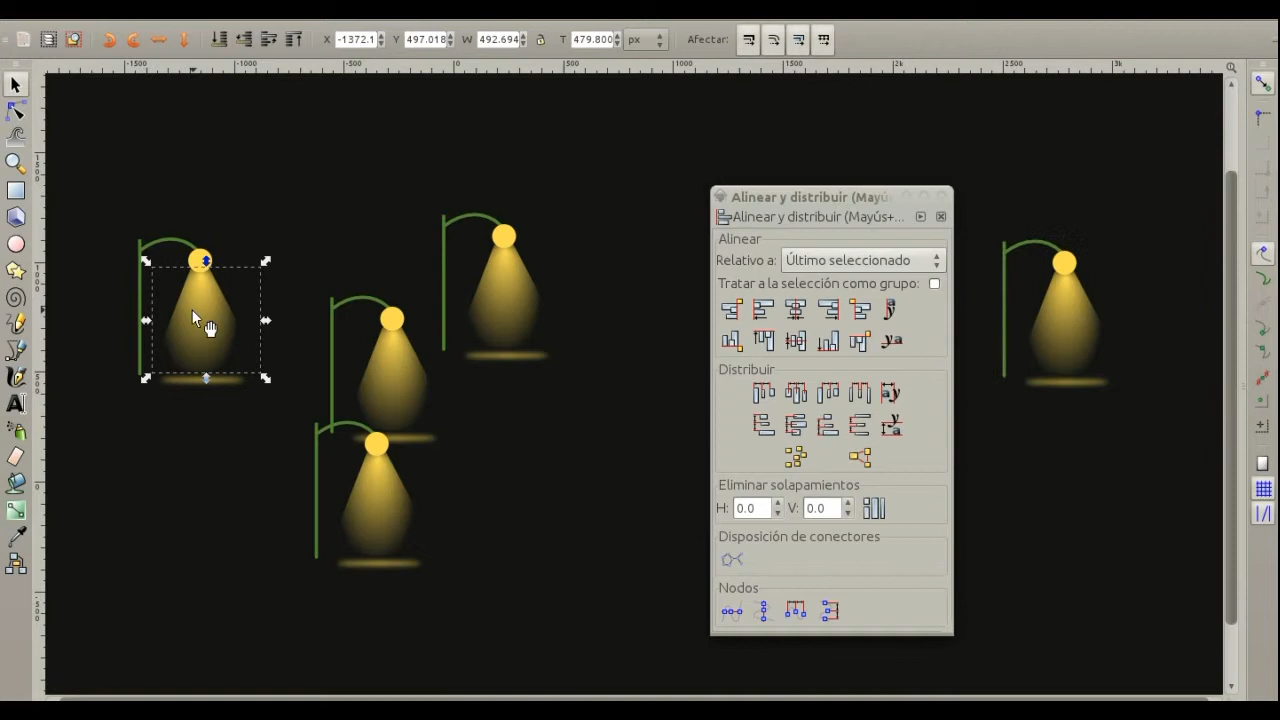 X -1372.1 Y 497.018 W 492.694 T 479.800 px Afectar:
-1500 -1000 -500 0 500 1000 1500 2k 2500 3k
Alinear y distribuir (Mayú
Alinear y distribuir (Mayús+...
Alinear
Relativo a: Último seleccionado
Tratar a la selección como grupo:
Distribuir
Eliminar solapamientos
H: 0.0 V: 0.0
Disposición de conectores
Nodos